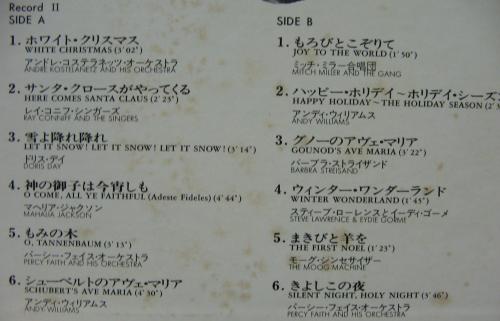 Record II
SIDE A
1. ホワイト・クリスマス
WHITE CHRISTMAS (3'02")
アンドレ・コステラネッツ・オーケストラ
ANDRE KOSTELANETZ AND HIS ORCHESTRA
2. サンタ・クロースがやってくる
HERE COMES SANTA CLAUS (2'25")
レイ・コニフ・シンガーズ
RAY CONNIFF AND THE SINGERS
3. 雪よ降れ降れ
LET IT SNOW! LET IT SNOW! LET IT SNOW! (3'14")
ドリス・デイ
DORIS DAY
4. 神の御子は今宵しも
O COME, ALL YE FAITHFUL (Adeste Fideles) (4'44")
マヘリア・ジャクソン
MAHALIA JACKSON
5. もみの木
O, TANNENBAUM (3'13")
パーシー・フェイス・オーケストラ
PERCY FAITH AND HIS ORCHESTRA
6. シューベルトのアヴェ・マリア
SCHUBERT'S AVE MARIA (4'30")
アンディ・ウィリアムス
ANDY WILLIAMS
SIDE B
1. もろびとこぞりて
JOY TO THE WORLD (1'50")
ミッチ・ミラー合唱団
MITCH MILLER AND THE GANG
2. ハッピー・ホリデイ〜ホリデイ・シーズン
HAPPY HOLIDAY〜THE HOLIDAY SEASON (2'3
アンディ・ウィリアムス
ANDY WILLIAMS
3. グノーのアヴェ・マリア
GOUNOD'S AVE MARIA (3'22")
バーブラ・ストライザンド
BARBRA STREISAND
4. ウィンター・ワンダーランド
WINTER WONDERLAND (1'45")
スティーブ・ローレンスとイーディ・ゴーメ
STEVE LAWRENCE & EYDIE GORME
5. まきびと羊を
THE FIRST NOEL (1'23")
モーグ・シンセサイザー
THE MOOG MACHINE
6. きよしこの夜
SILENT NIGHT, HOLY NIGHT (3'46")
パーシー・フェイス・オーケストラ
PERCY FAITH AND HIS ORCHESTRA